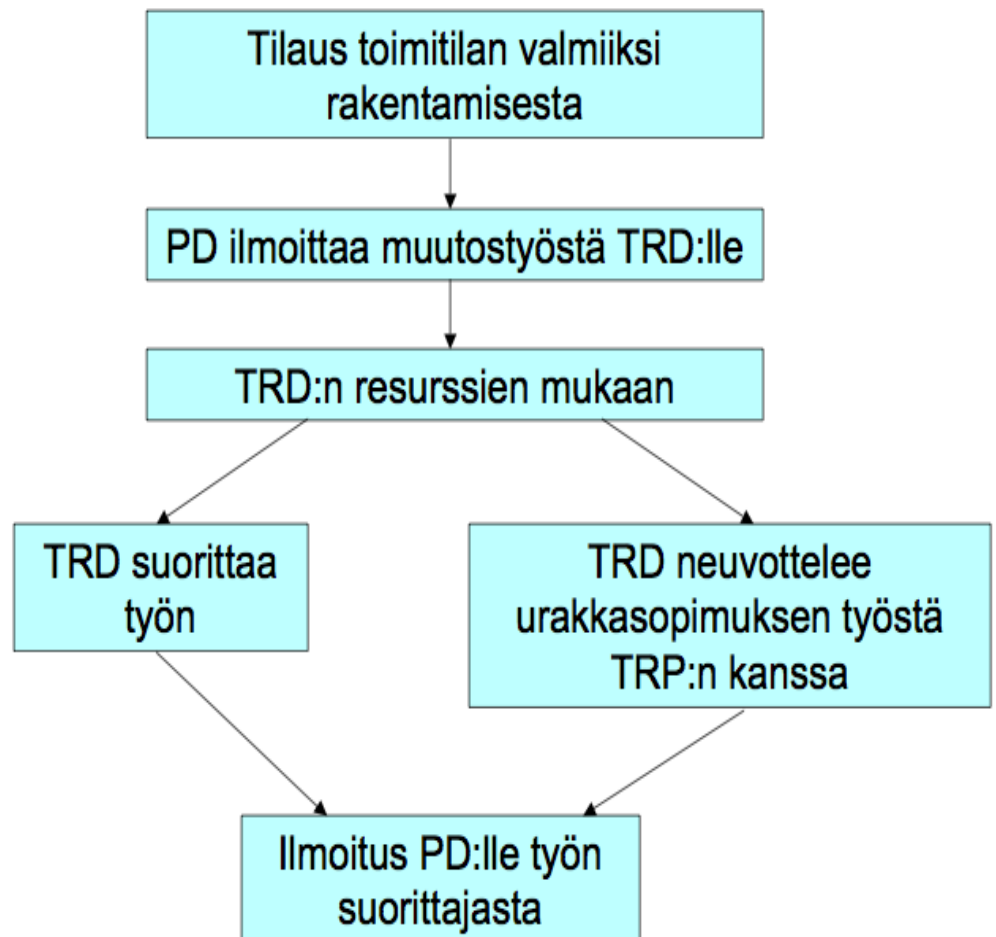 Tilaus toimitilan valmiiksi
rakentamisesta
PD ilmoittaa muutostyöstä TRD:lle
TRD:n resurssien mukaan
TRD suorittaa
työn
TRD neuvottelee
urakkasopimuksen työstä
TRP:n kanssa
Ilmoitus PD:lle työn
suorittajasta